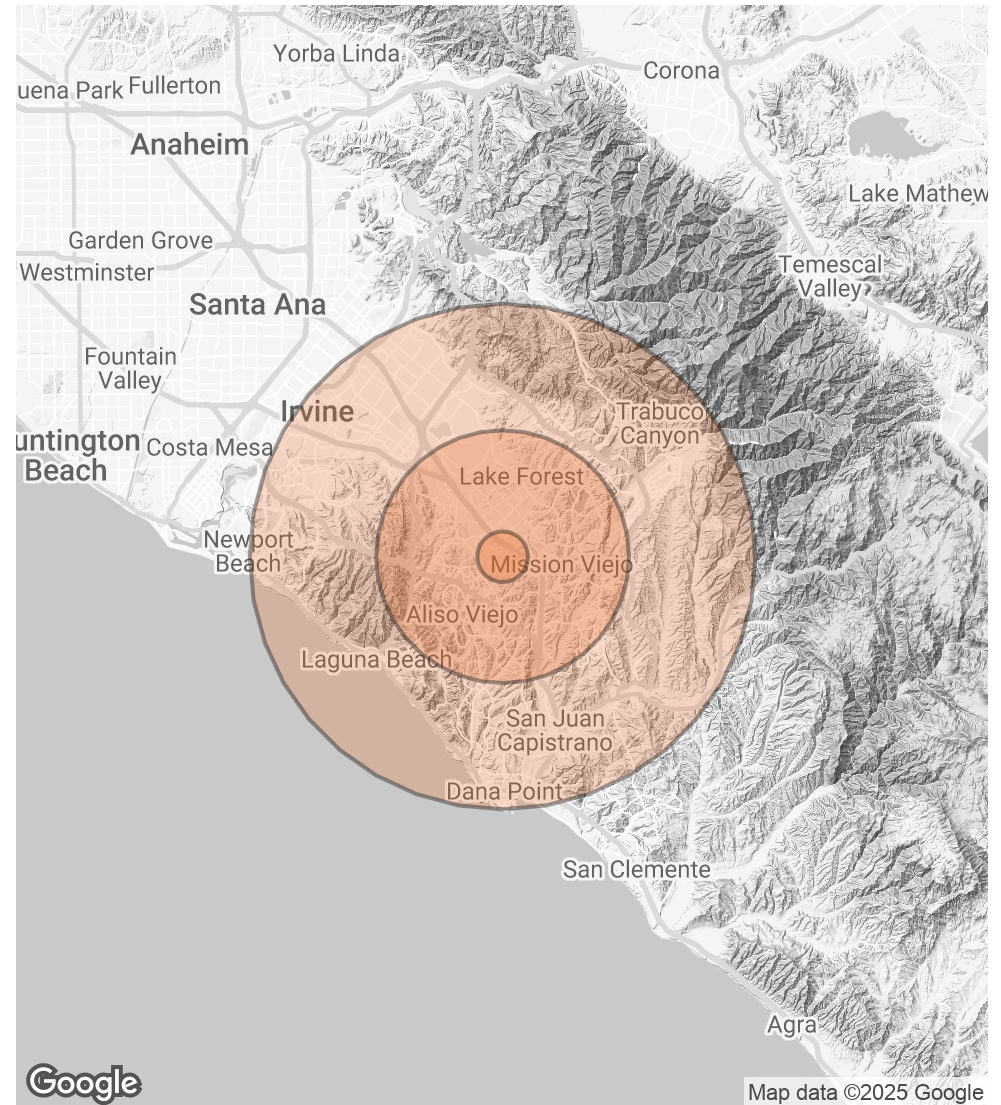 Yorba Linda
Corona
uena Park
Fullerton
Anaheim
Lake Mathew
Garden Grove
Westminster
Temescal
Valley
Santa Ana
Fountain
Valley
Irvine
Trabuco
Canyon
untington
Beach
Costa Mesa
Lake Forest
Newport
Beach
Mission Viejo
Aliso Viejo
Laguna Beach
San Juan
Capistrano
Dana Point
San Clemente
Agra
Google
Map data ©2025 Google